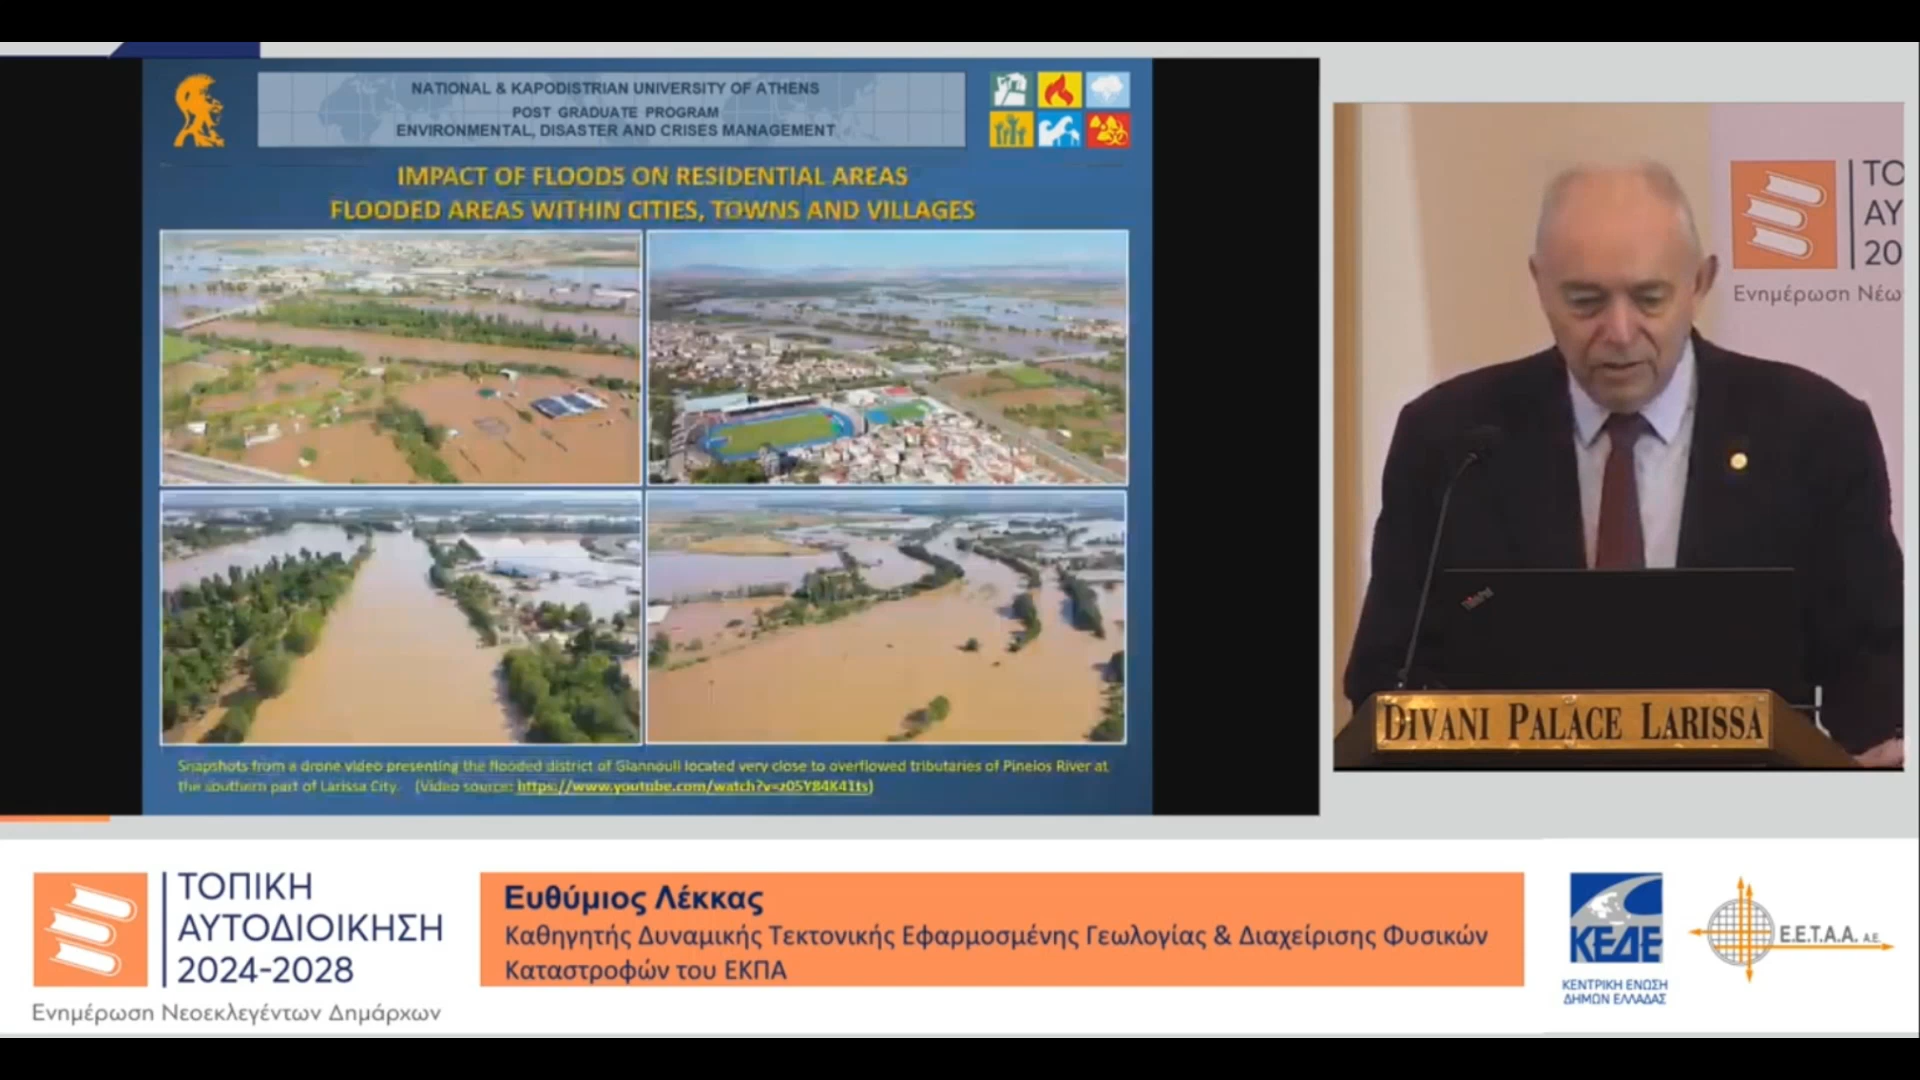 NATIONAL & KAPODISTRIAN UNIVERSITY OF ATHENS
POST GRADUATE PROGRAM
ENVIRONMENTAL, DISASTER AND CRISES MANAGEMENT
IMPACT OF FLOODS ON RESIDENTIAL AREAS
FLOODED AREAS WITHIN CITIES, TOWNS AND VILLAGES
Snapshots from a drone video presenting the flooded district of Giannouli located very close to overflowed tributaries of Pineios River at
the southern part of Larissa City. (Video source: https://www.youtube.com/watch?v=z05Y84K41ts)
ΤΟ
ΑΥ
20
Ενημέρωση Νέω
ThinkPad
DIVANI PALACE LARISSA
ΤΟΠΙΚΗ
ΑΥΤΟΔΙΟΙΚΗΣΗ
2024-2028
Ενημέρωση Νεοεκλεγέντων Δημάρχων
Ευθύμιος Λέκκας
Καθηγητής Δυναμικής Τεκτονικής Εφαρμοσμένης Γεωλογίας & Διαχείρισης Φυσικών
Καταστροφών του ΕΚΠΑ
ΚΕΔΕ
ΚΕΝΤΡΙΚΗ ΕΝΩΣΗ
ΔΗΜΩΝ ΕΛΛΑΔΑΣ
Ε.Ε.Τ.Α.Α. Α.Ε.